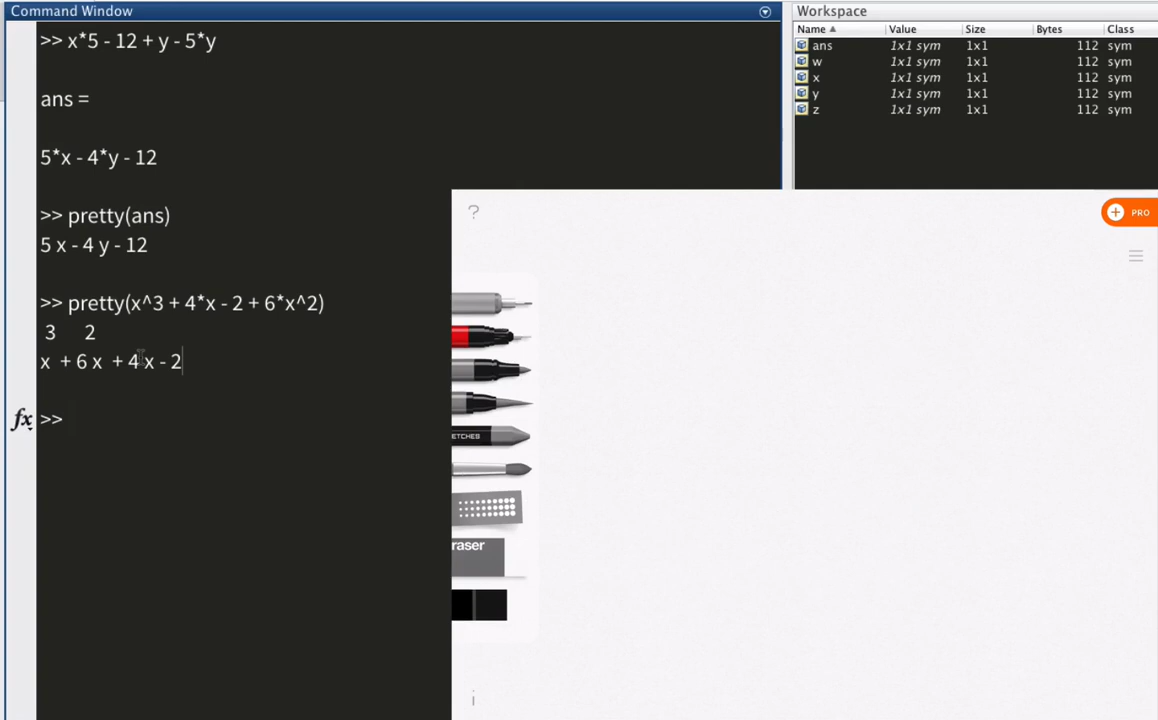 Command Window
>> x*5 - 12 + y - 5*y
ans =
5*x - 4*y - 12
>> pretty(ans)
5 x - 4 y - 12
>> pretty(x^3 + 4*x - 2 + 6*x^2)
3 2
x + 6 x + 4 x - 2
fx >>
Workspace
Name Value Size Bytes Class
ans 1x1 sym 1x1 112 sym
w 1x1 sym 1x1 112 sym
x 1x1 sym 1x1 112 sym
y 1x1 sym 1x1 112 sym
z 1x1 sym 1x1 112 sym
?
PRO
ETCHES
raser
i